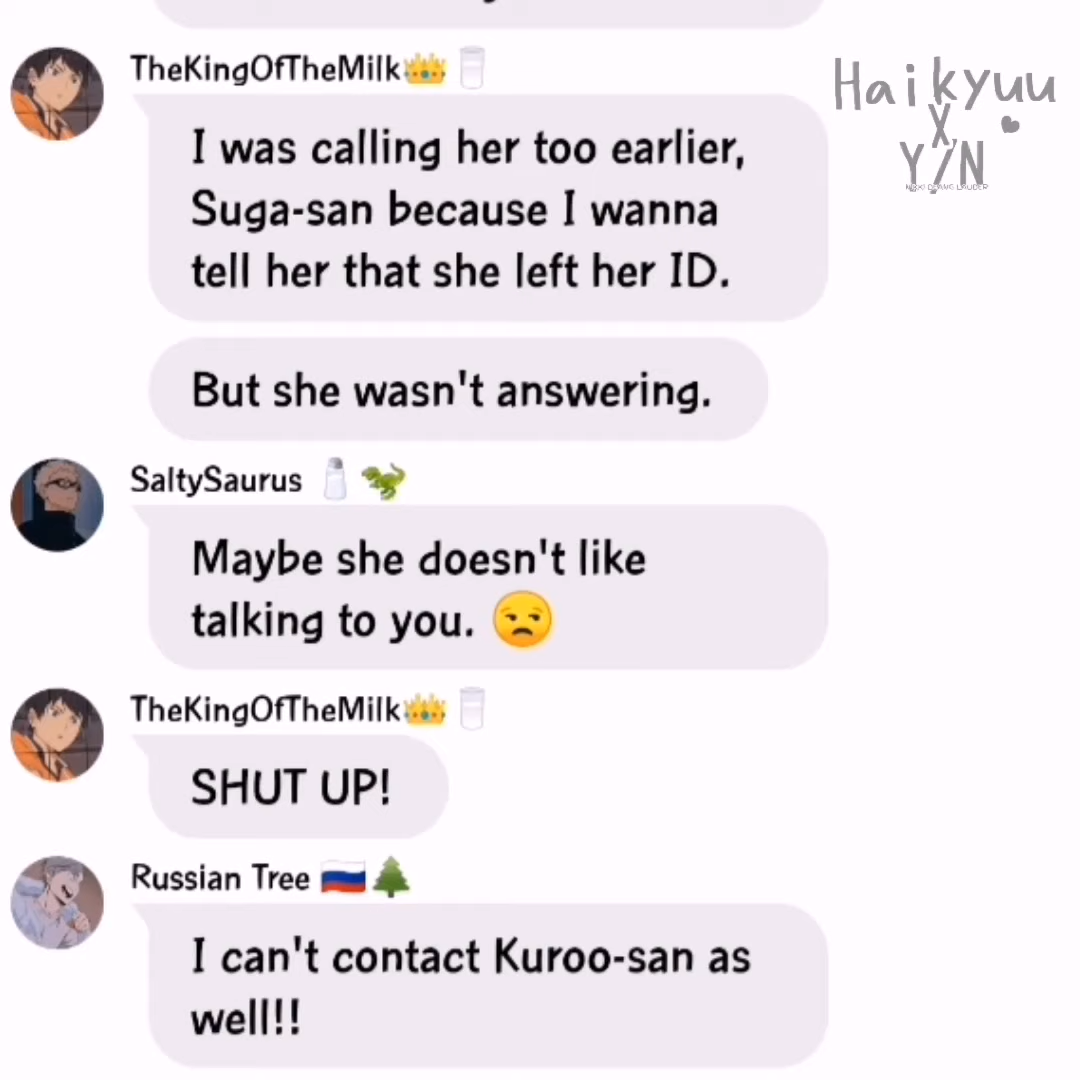 TheKingOfTheMilk👑🥛
I was calling her too earlier,
Suga-san because I wanna
tell her that she left her ID.
But she wasn't answering.
SaltySaurus 🧂🦖
Maybe she doesn't like
talking to you. 😒
TheKingOfTheMilk👑🥛
SHUT UP!
Russian Tree 🇷🇺🌲
I can't contact Kuroo-san as
well!!
Haikyuu
X
Y/N